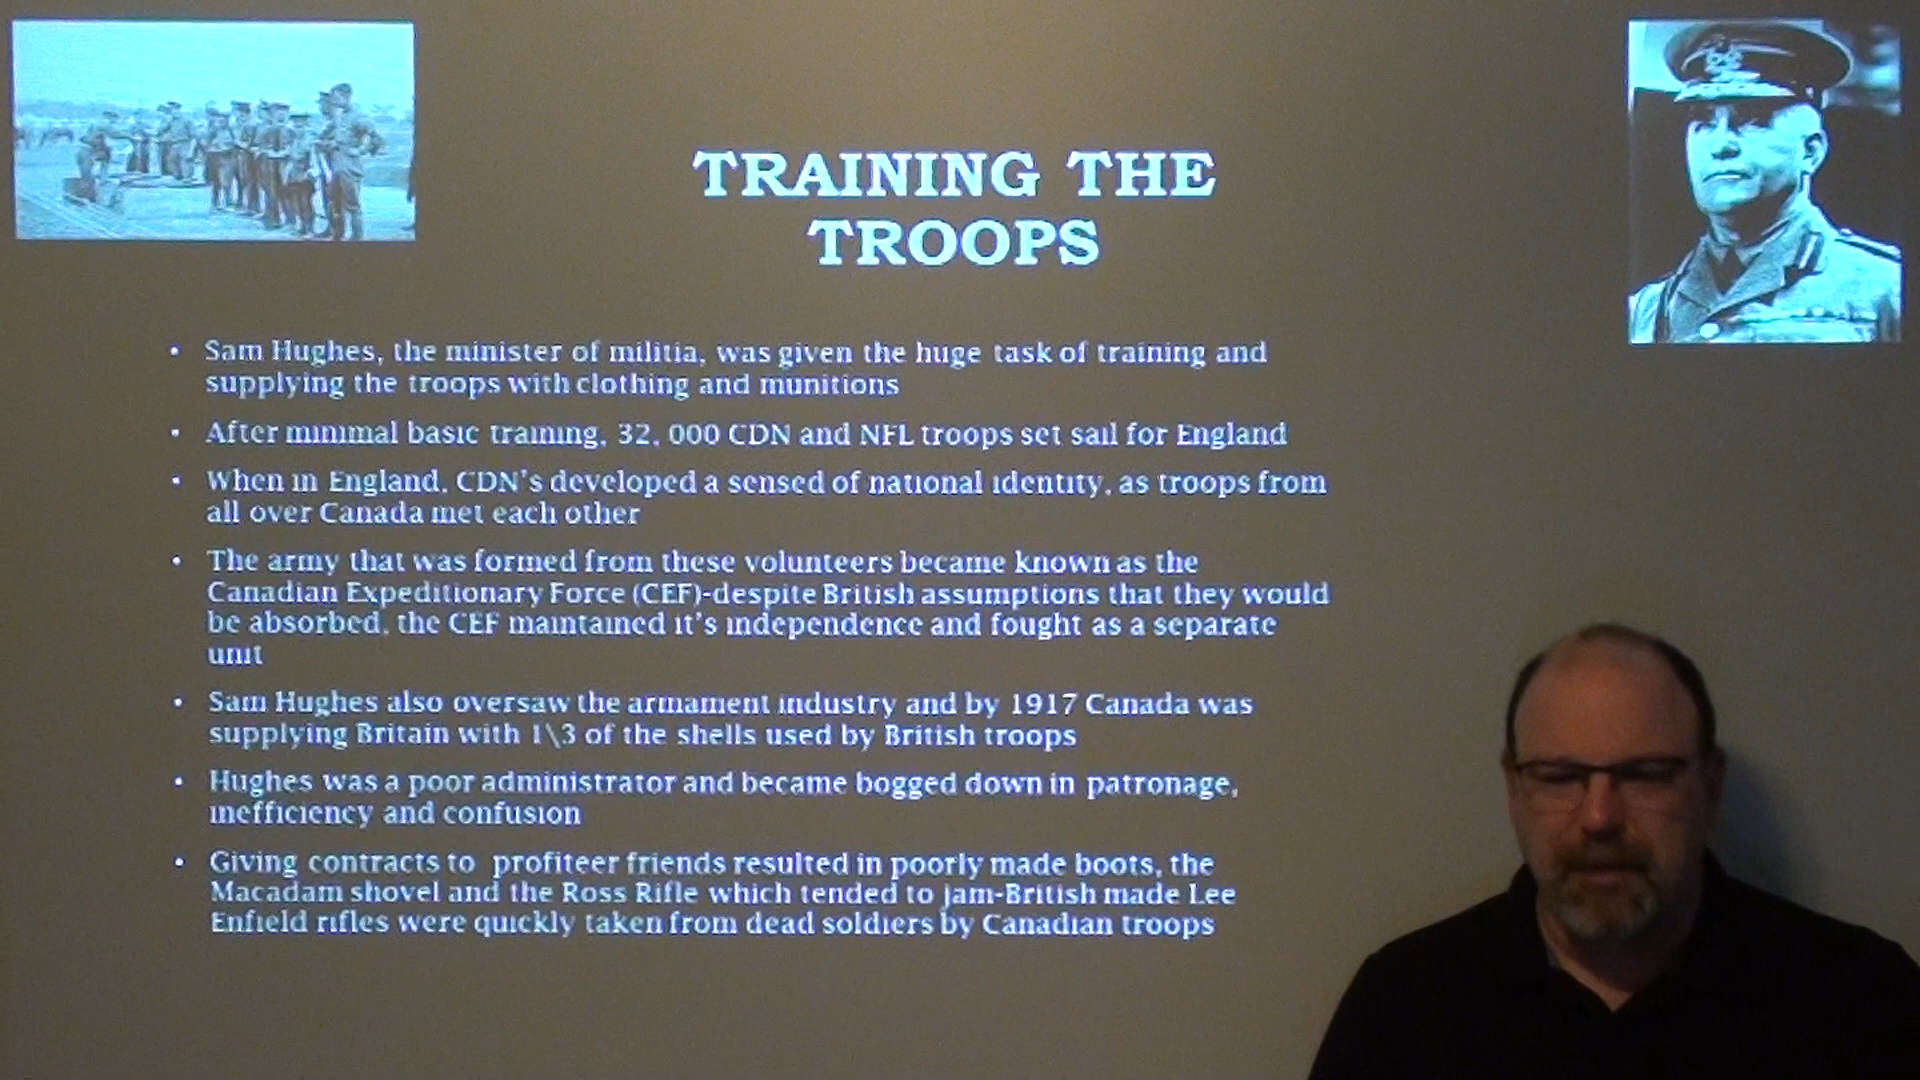 TRAINING THE
TROOPS
• Sam Hughes, the minister of militia, was given the huge task of training and
supplying the troops with clothing and munitions
• After minimal basic training, 32, 000 CDN and NFL troops set sail for England
• When in England, CDN's developed a sensed of national identity, as troops from
all over Canada met each other
• The army that was formed from these volunteers became known as the
Canadian Expeditionary Force (CEF)-despite British assumptions that they would
be absorbed, the CEF maintained it's independence and fought as a separate
unit
• Sam Hughes also oversaw the armament industry and by 1917 Canada was
supplying Britain with 1\3 of the shells used by British troops
• Hughes was a poor administrator and became bogged down in patronage,
inefficiency and confusion
• Giving contracts to profiteer friends resulted in poorly made boots, the
Macadam shovel and the Ross Rifle which tended to jam-British made Lee
Enfield rifles were quickly taken from dead soldiers by Canadian troops